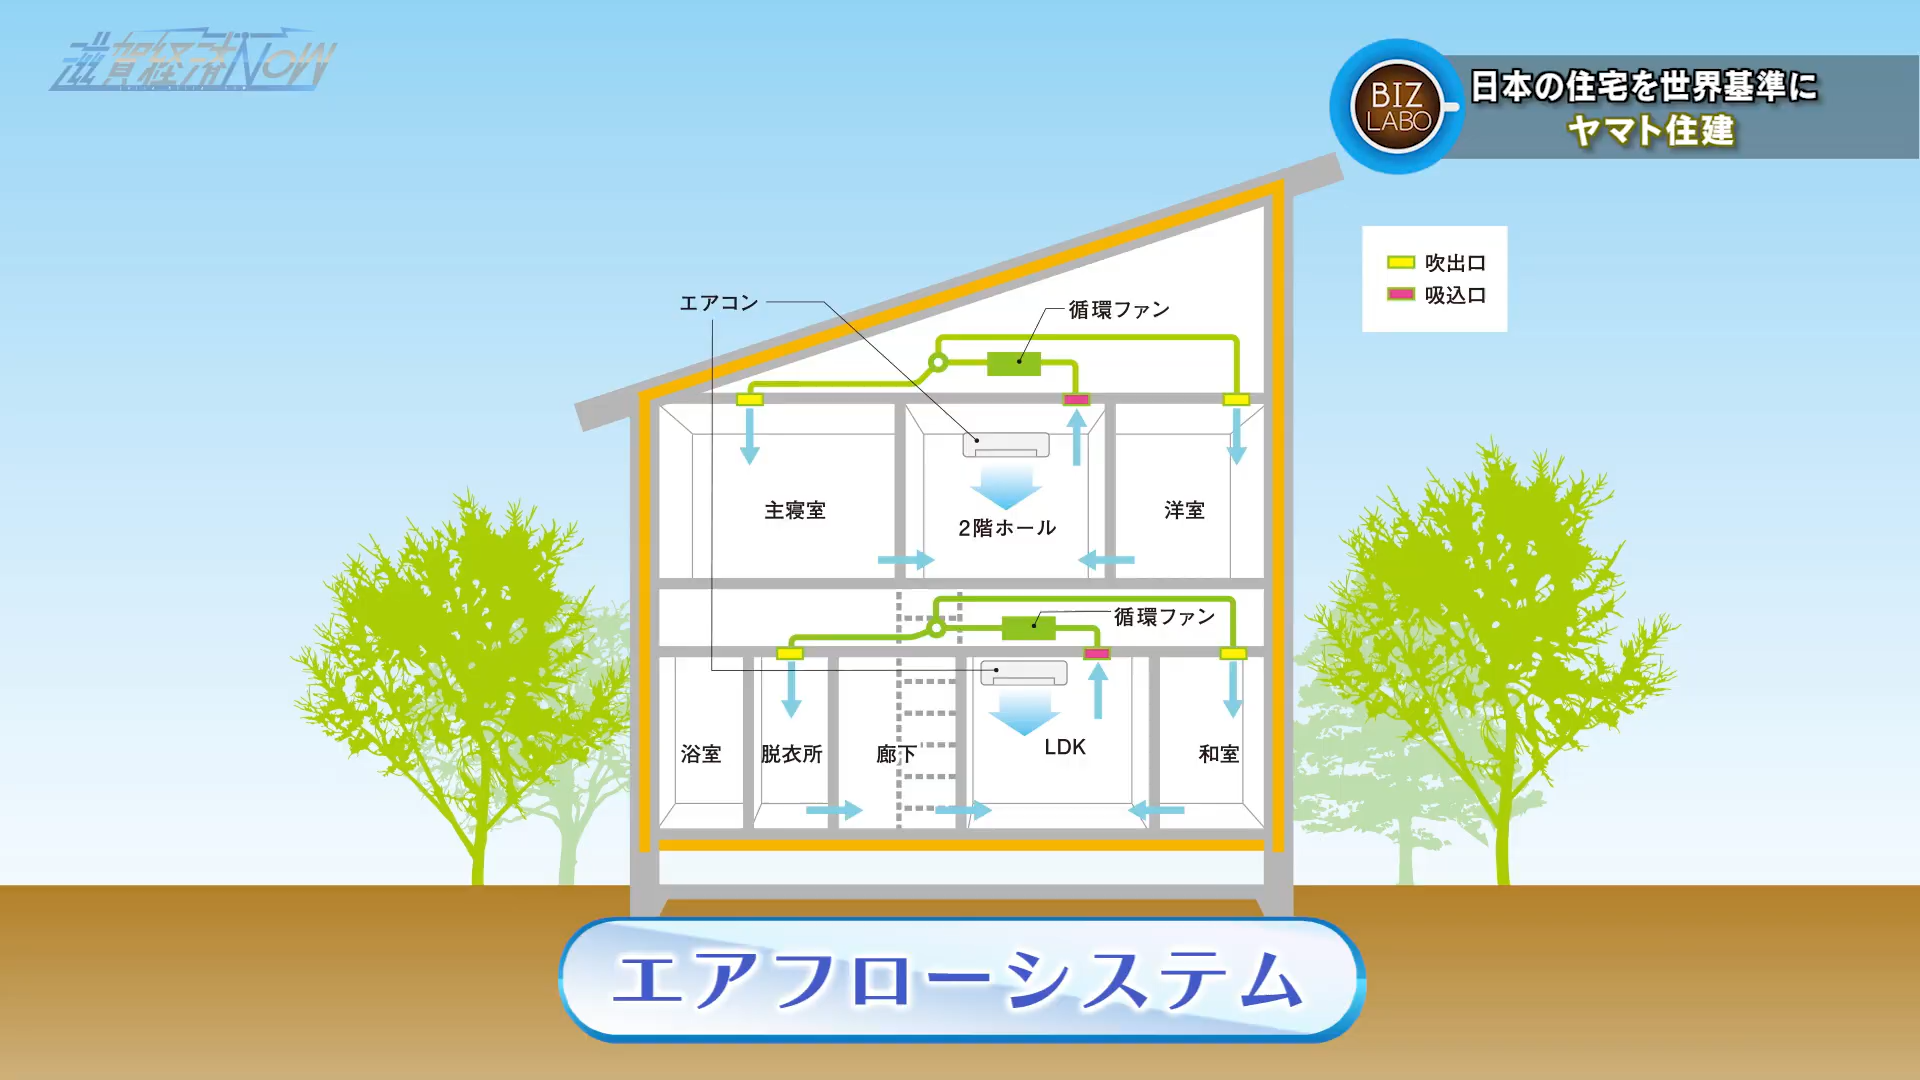 滋賀経済NOW
BIZ
LABO
日本の住宅を世界基準に
ヤマト住建
吹出口
吸込口
エアコン
循環ファン
主寝室
2階ホール
洋室
循環ファン
浴室
脱衣所
廊下
LDK
和室
エアフローシステム